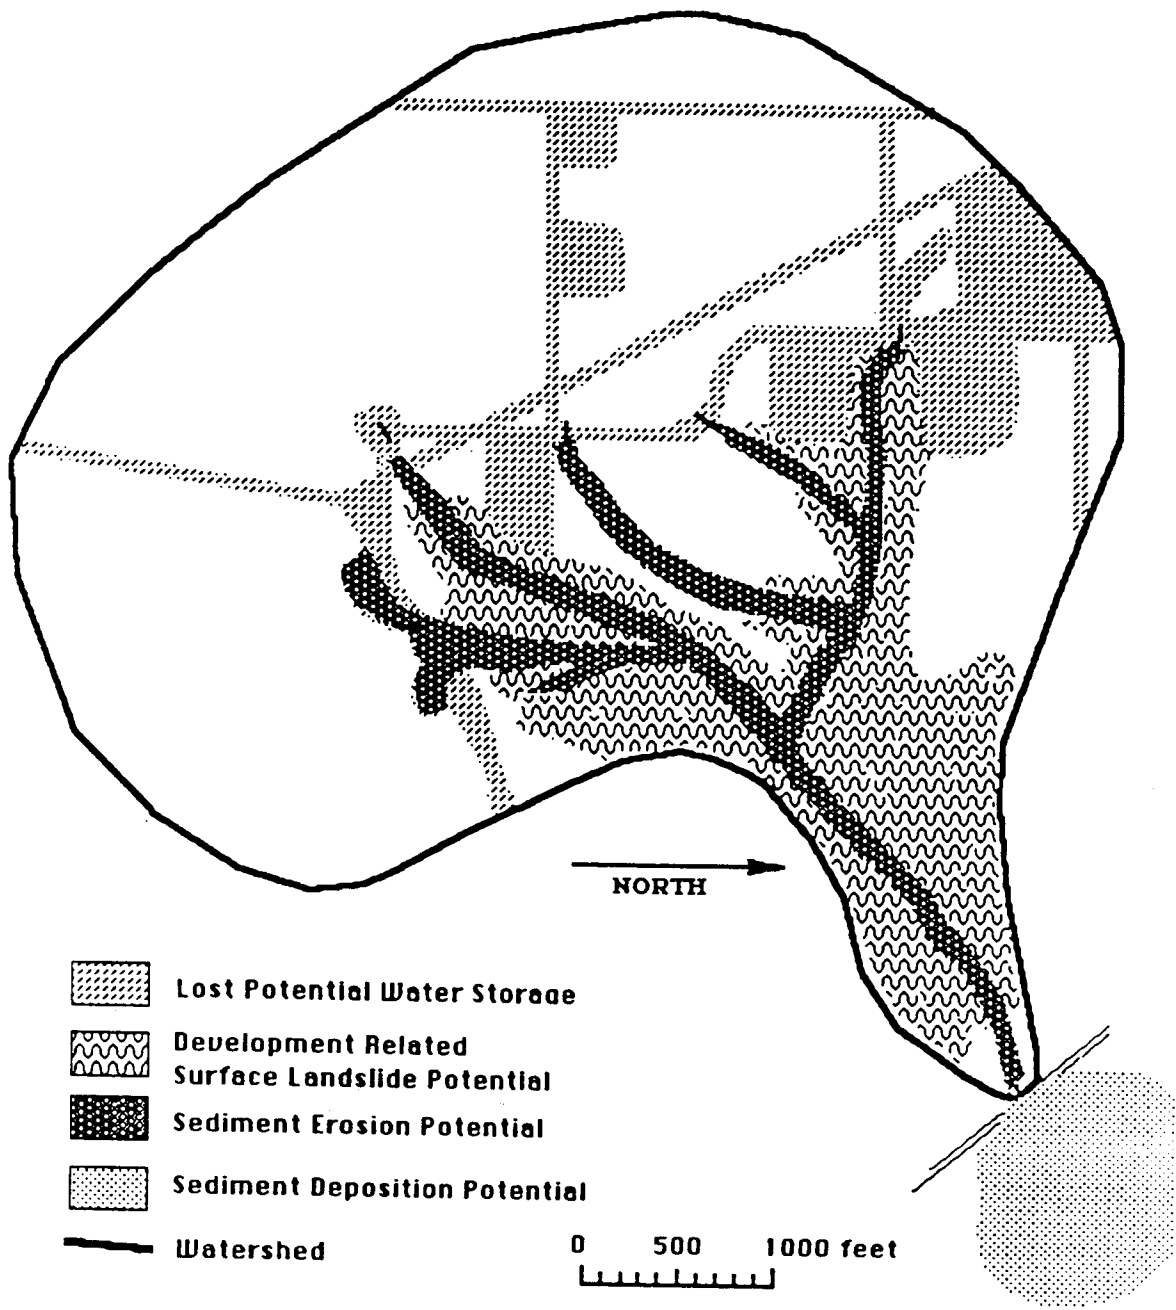 NORTH
Lost Potential Water Storage
Development Related
Surface Landslide Potential
Sediment Erosion Potential
Sediment Deposition Potential
Watershed
0 500 1000 feet